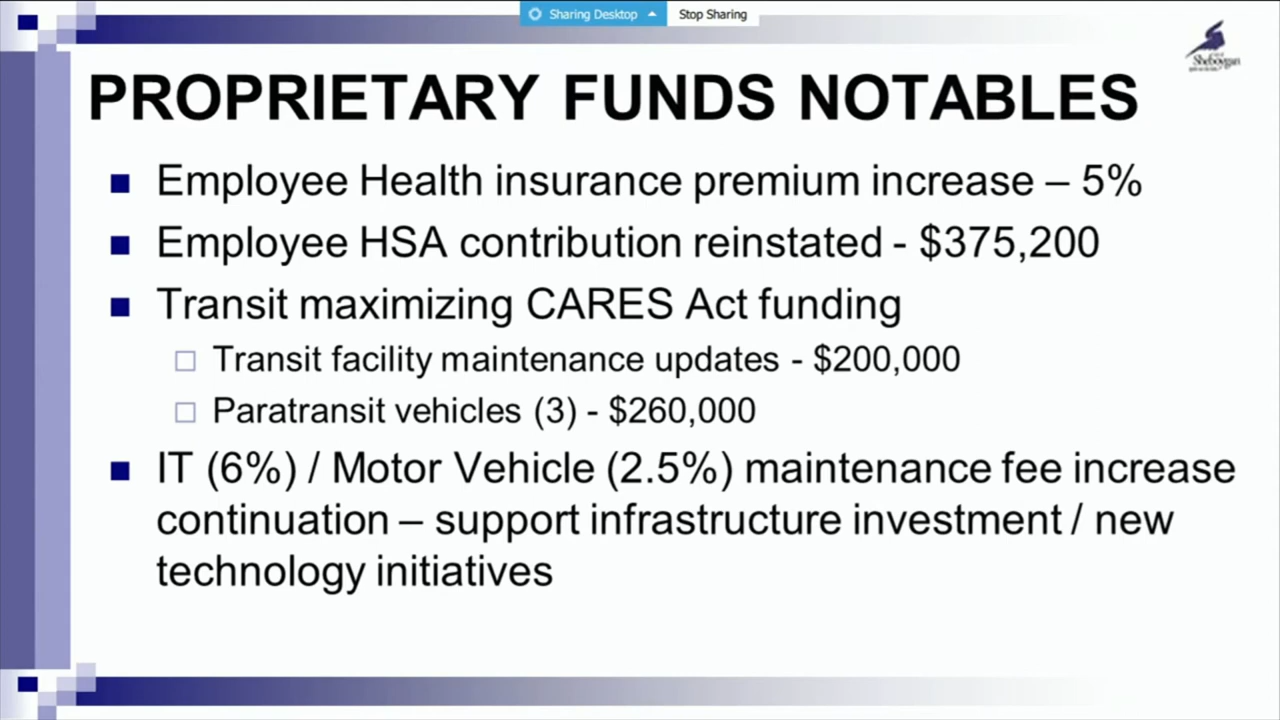 Sharing Desktop Stop Sharing
Sheboygan
PROPRIETARY FUNDS NOTABLES
Employee Health insurance premium increase – 5%
Employee HSA contribution reinstated - $375,200
Transit maximizing CARES Act funding
Transit facility maintenance updates - $200,000
Paratransit vehicles (3) - $260,000
IT (6%) / Motor Vehicle (2.5%) maintenance fee increase
continuation – support infrastructure investment / new
technology initiatives